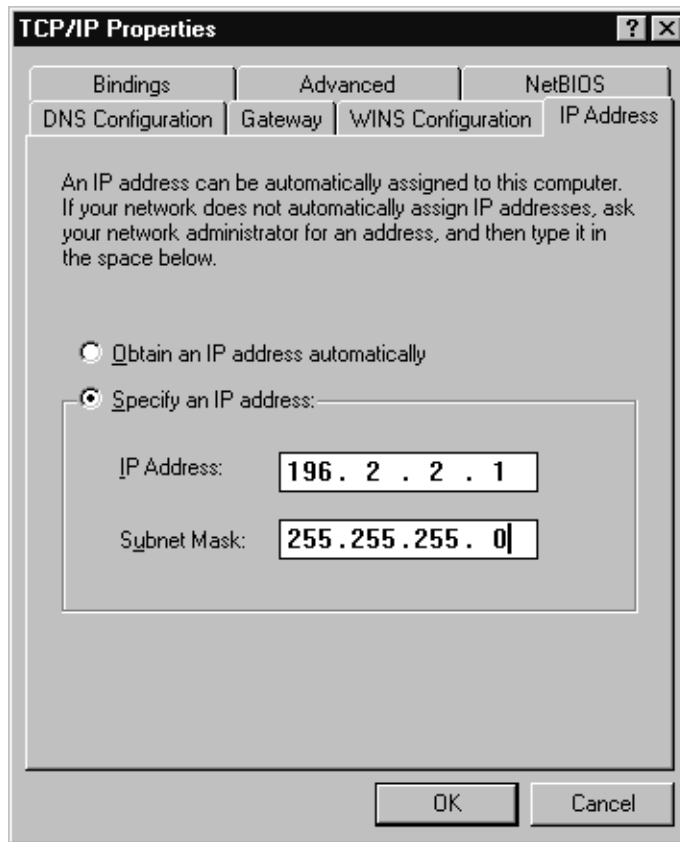 TCP/IP Properties
Bindings Advanced NetBIOS
DNS Configuration Gateway WINS Configuration IP Address
An IP address can be automatically assigned to this computer.
If your network does not automatically assign IP addresses, ask
your network administrator for an address, and then type it in
the space below.
Obtain an IP address automatically
Specify an IP address:
IP Address: 196. 2 . 2 . 1
Subnet Mask: 255.255.255. 0
OK Cancel